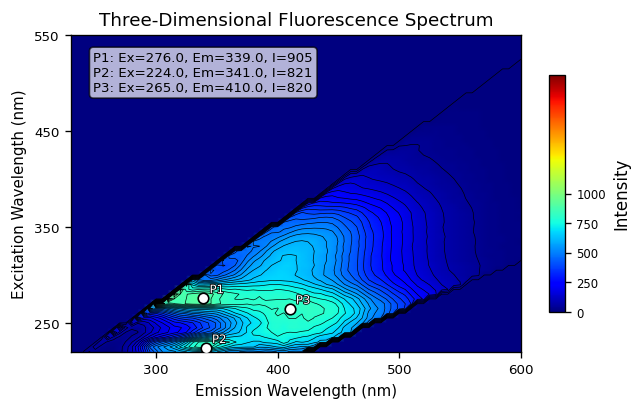 Three-Dimensional Fluorescence Spectrum
P1: Ex=276.0, Em=339.0, I=905
P2: Ex=224.0, Em=341.0, I=821
P3: Ex=265.0, Em=410.0, I=820
550
450
350
250
Excitation Wavelength (nm)
P1
P3
P2
300
400
500
600
Emission Wavelength (nm)
1000
750
500
250
0
Intensity